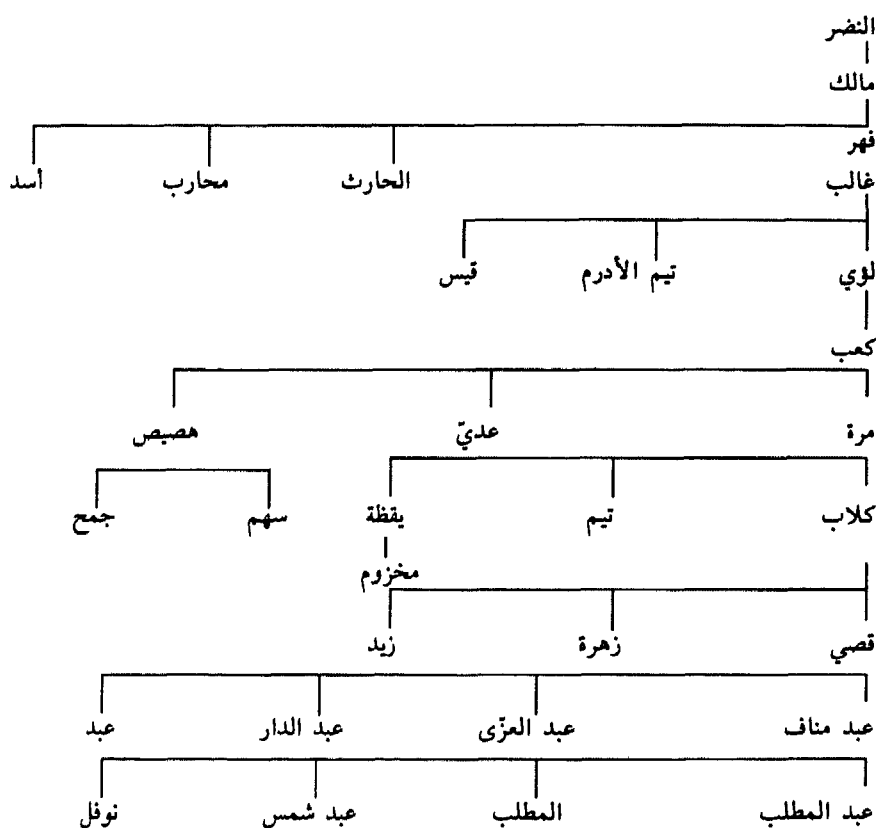 النضر
مالك
فهر
غالب الحارث محارب أسد
لؤي تيم الأدرم قيس
كعب
مرة عديّ هصيص
كلاب تيم يقظة سهم جمح
مخزوم
قصي زهرة زيد
عبد مناف عبد العزّى عبد الدار عبد
عبد المطلب المطلب عبد شمس نوفل